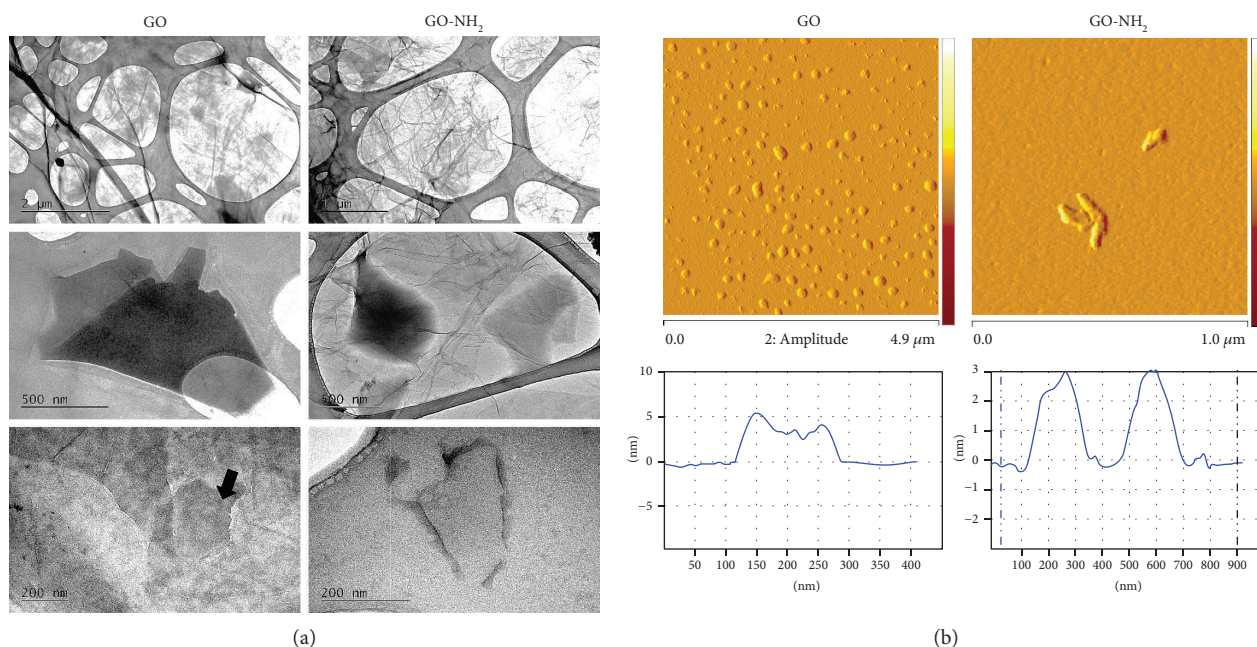 GO
GO-NH2
2 µm
1 µm
500 nm
500 nm
200 nm
200 nm
(a)
GO
GO-NH2
0.0
2: Amplitude
4.9 µm
0.0
1.0 µm
10
5
0
−5
(nm)
50 100 150 200 250 300 350 400
(nm)
3
2
1
0
−1
−2
(nm)
100 200 300 400 500 600 700 800 900
(nm)
(b)